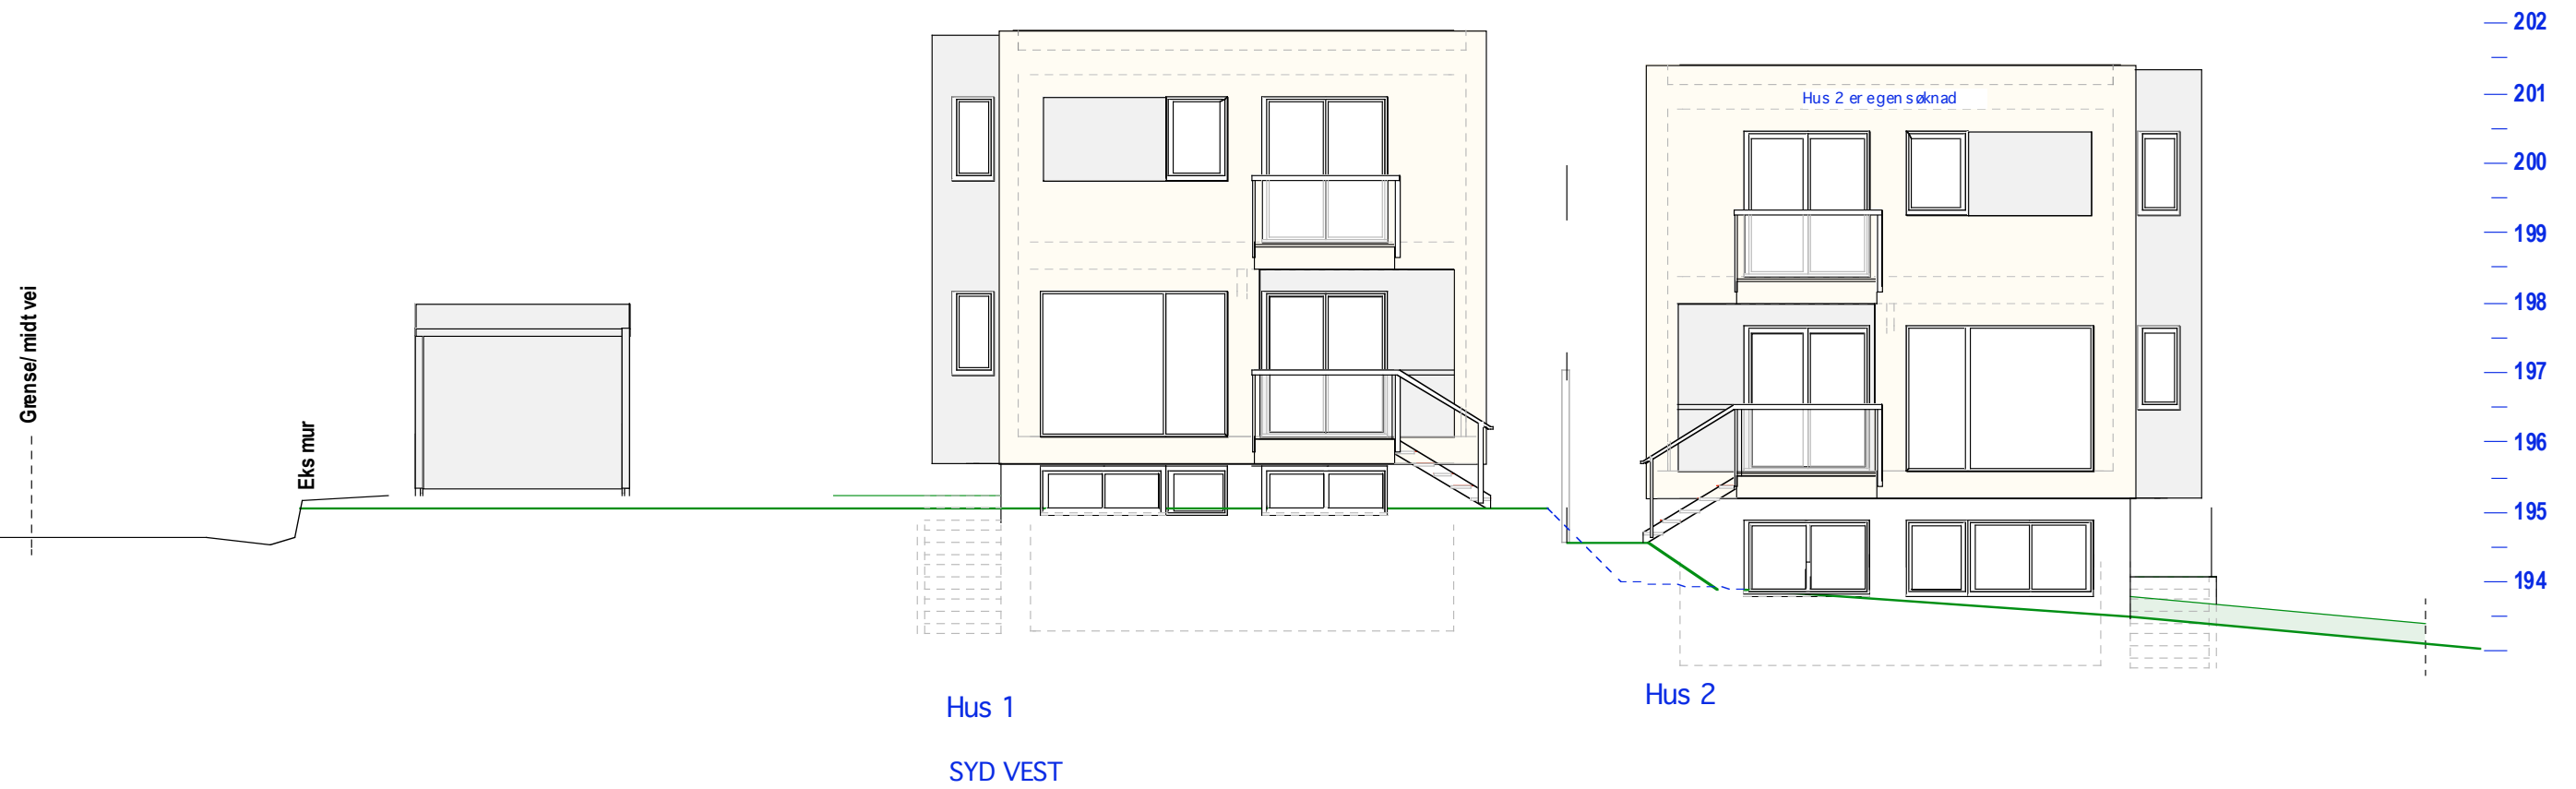 202
201
Hus 2 er egen søknad
200
199
198
197
196
195
194
Grense/ midt vei
Eks mur
Hus 1
Hus 2
SYD VEST